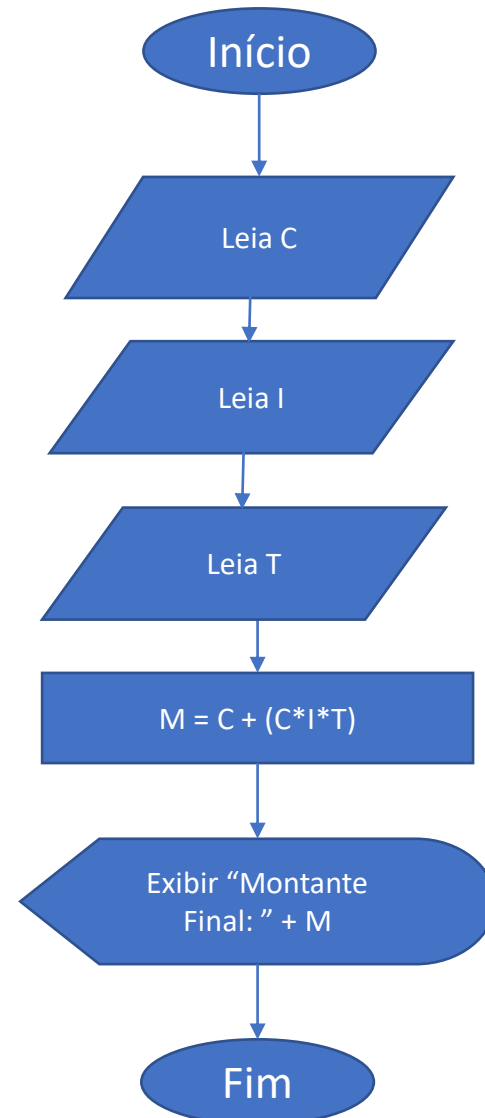 Início
Leia C
Leia I
Leia T
M = C + (C*I*T)
Exibir “Montante
Final: ” + M
Fim